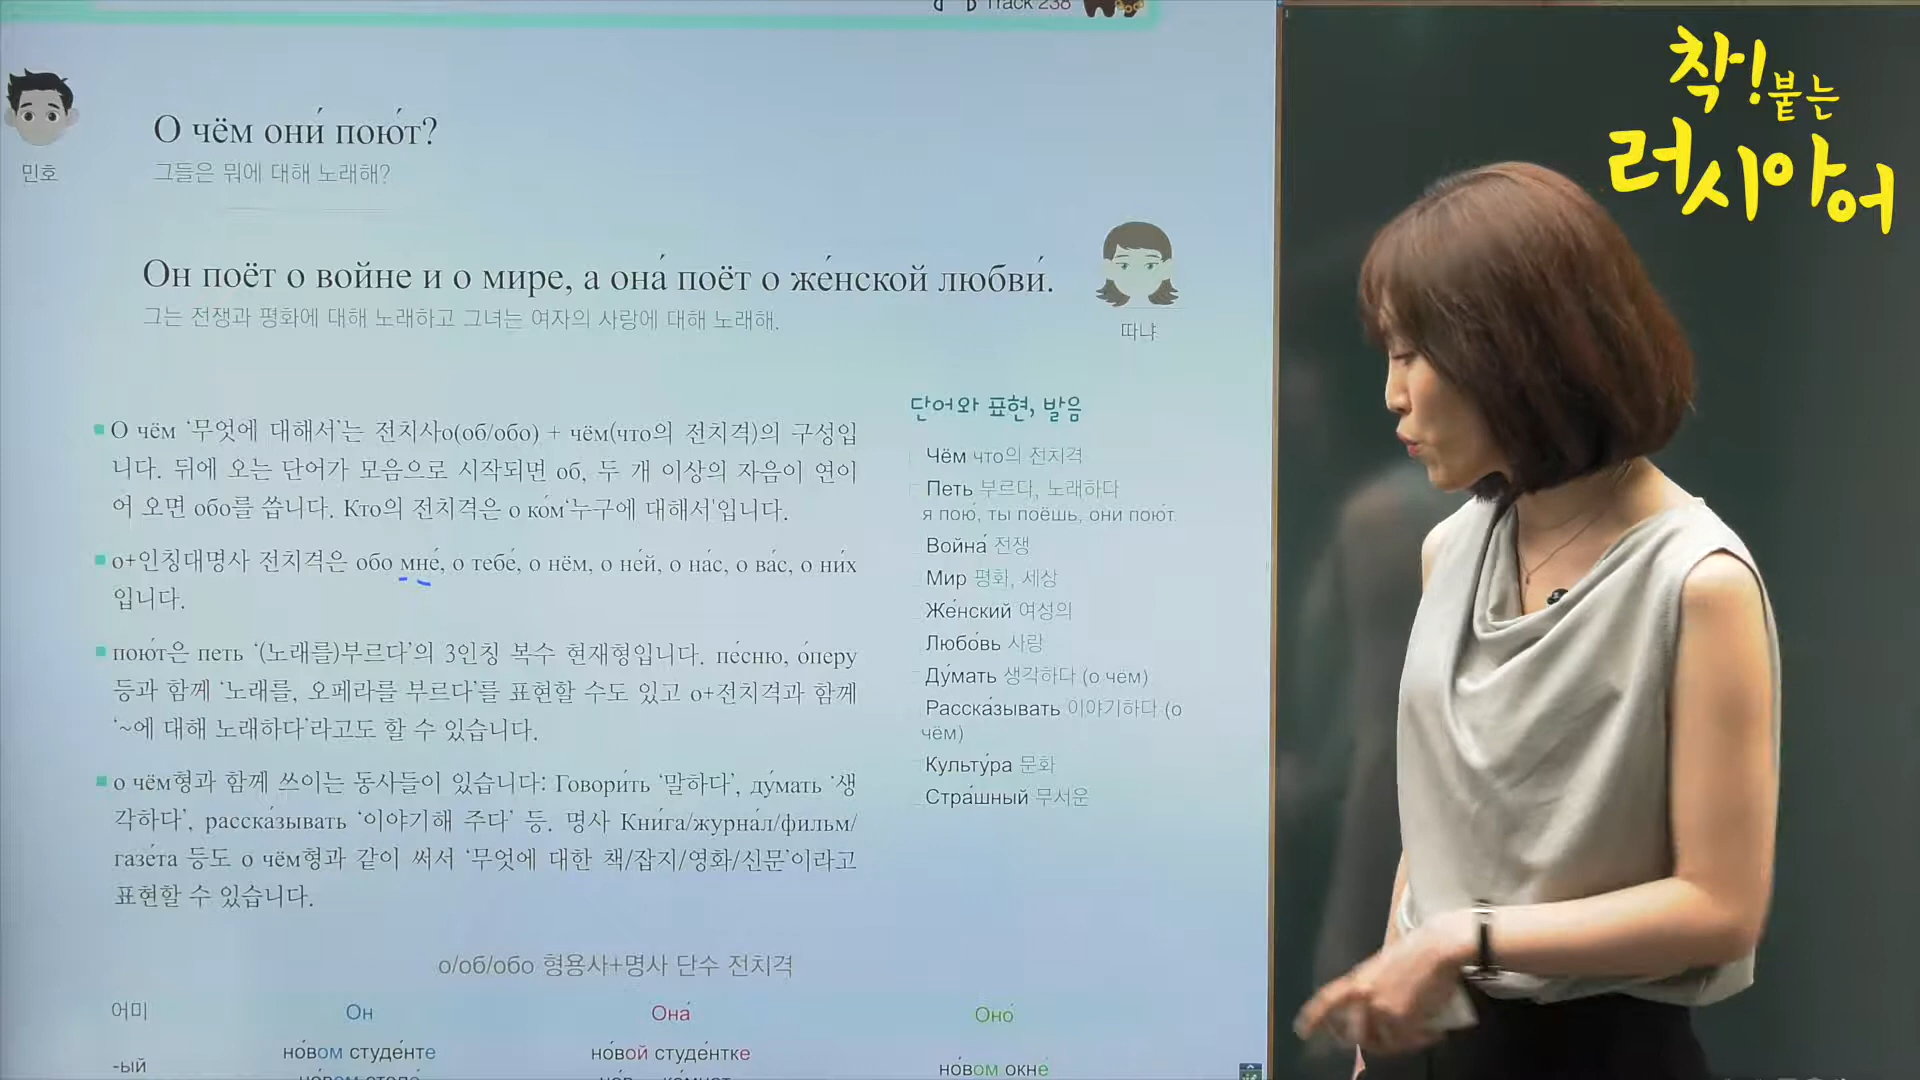 Track 238
착! 붙는
러시아어
민호
О чём они́ пою́т?
그들은 뭐에 대해 노래해?
Он поёт о войне и о мире, а она́ поёт о же́нской любви́.
그는 전쟁과 평화에 대해 노래하고 그녀는 여자의 사랑에 대해 노래해.
따냐
О чём ‘무엇에 대해서’는 전치사о(об/обо) + чём(что의 전치격)의 구성입
니다. 뒤에 오는 단어가 모음으로 시작되면 об, 두 개 이상의 자음이 연이
어 오면 обо를 씁니다. Кто의 전치격은 о ко́м‘누구에 대해서’입니다.
о+인칭대명사 전치격은 обо мне́, о тебе́, о нём, о не́й, о на́с, о ва́с, о ни́х
입니다.
пою́т은 петь ‘(노래를)부르다’의 3인칭 복수 현재형입니다. пе́сню, о́перу
등과 함께 ‘노래를, 오페라를 부르다’를 표현할 수도 있고 о+전치격과 함께
‘~에 대해 노래하다’라고도 할 수 있습니다.
о чём형과 함께 쓰이는 동사들이 있습니다: Говори́ть ‘말하다’, ду́мать ‘생
각하다’, расска́зывать ‘이야기해 주다’ 등. 명사 Кни́га/журна́л/фильм/
газе́та 등도 о чём형과 같이 써서 ‘무엇에 대한 책/잡지/영화/신문’이라고
표현할 수 있습니다.
단어와 표현, 발음
Чём что의 전치격
Петь 부르다, 노래하다
я пою́, ты поёшь, они пою́т
Война́ 전쟁
Мир 평화, 세상
Же́нский 여성의
Любо́вь 사랑
Ду́мать 생각하다 (о чём)
Расска́зывать 이야기하다 (о
чём)
Культу́ра 문화
Стра́шный 무서운
о/об/обо 형용사+명사 단수 전치격
어미 Он Она́ Оно́
-ый но́вом студе́нте но́вой студе́нтке но́вом окне́